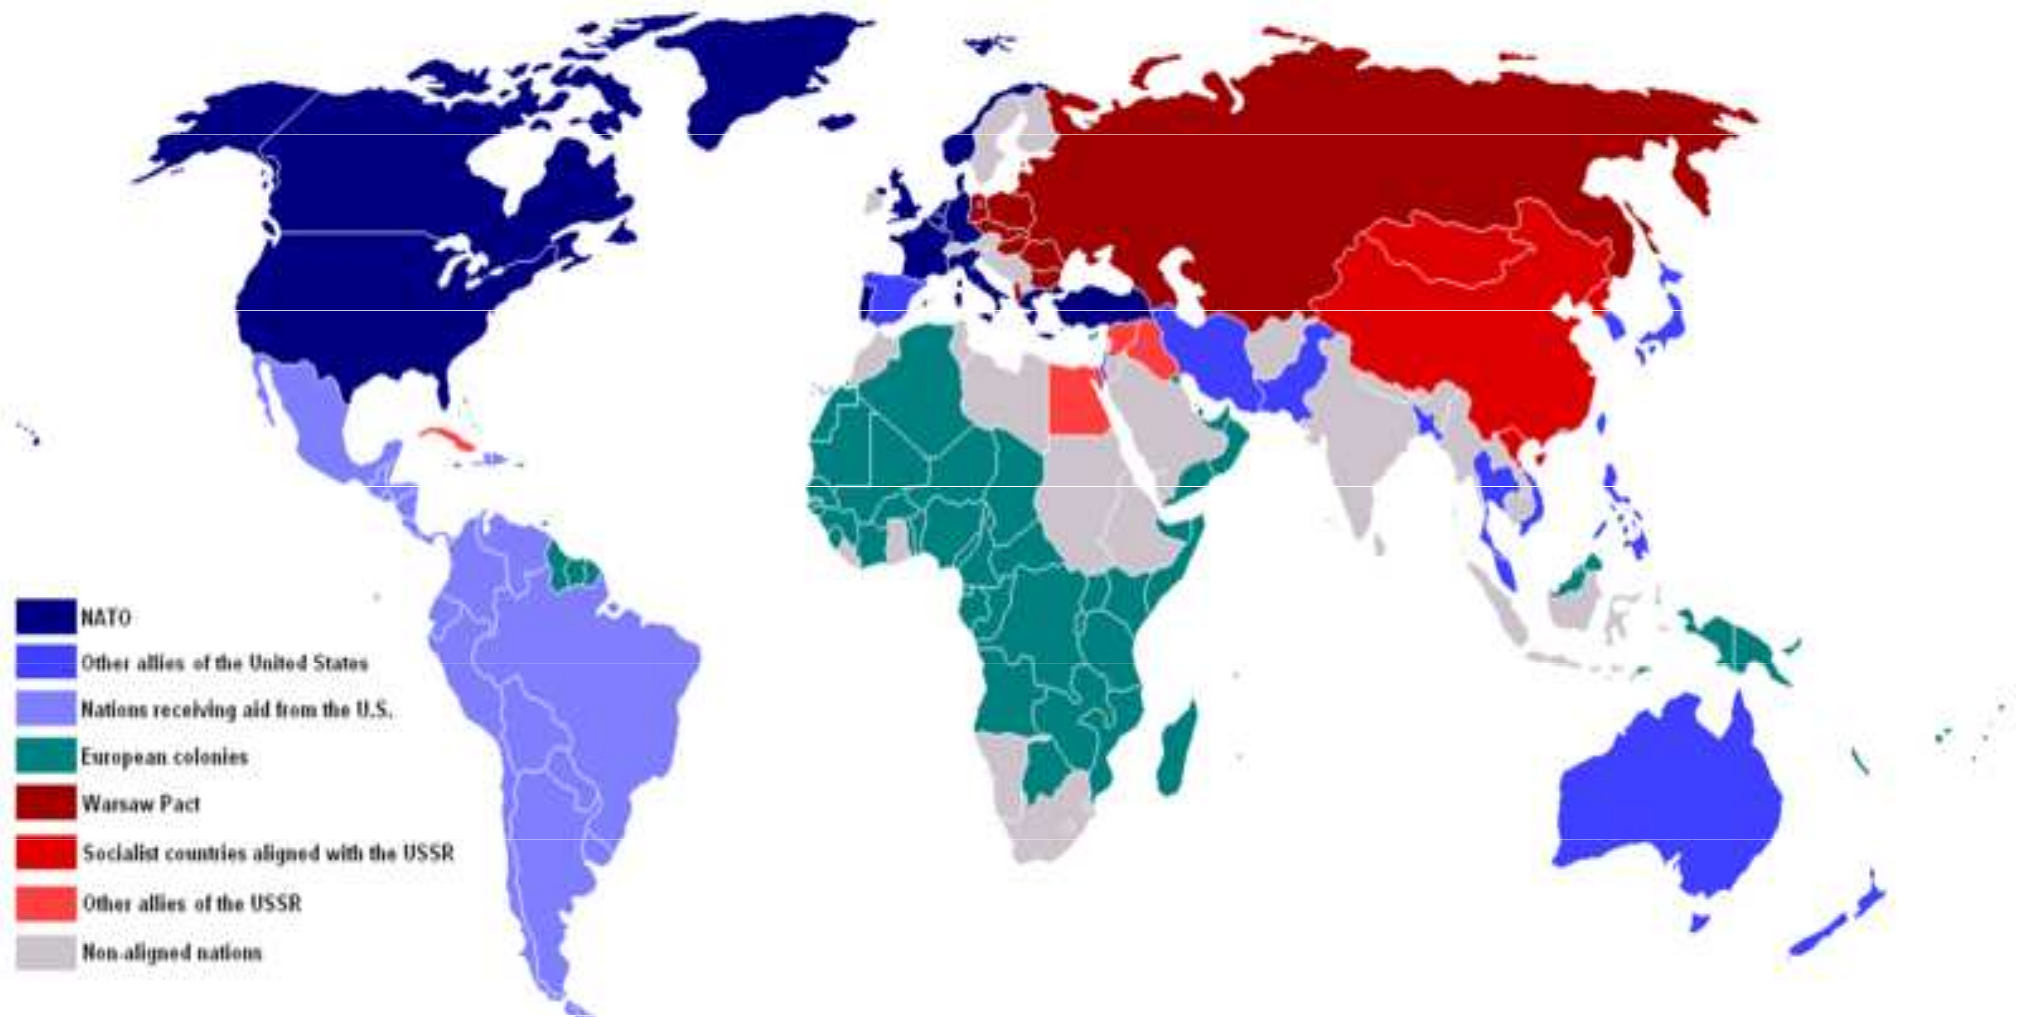 NATO
Other allies of the United States
Nations receiving aid from the U.S.
European colonies
Warsaw Pact
Socialist countries aligned with the USSR
Other allies of the USSR
Non-aligned nations